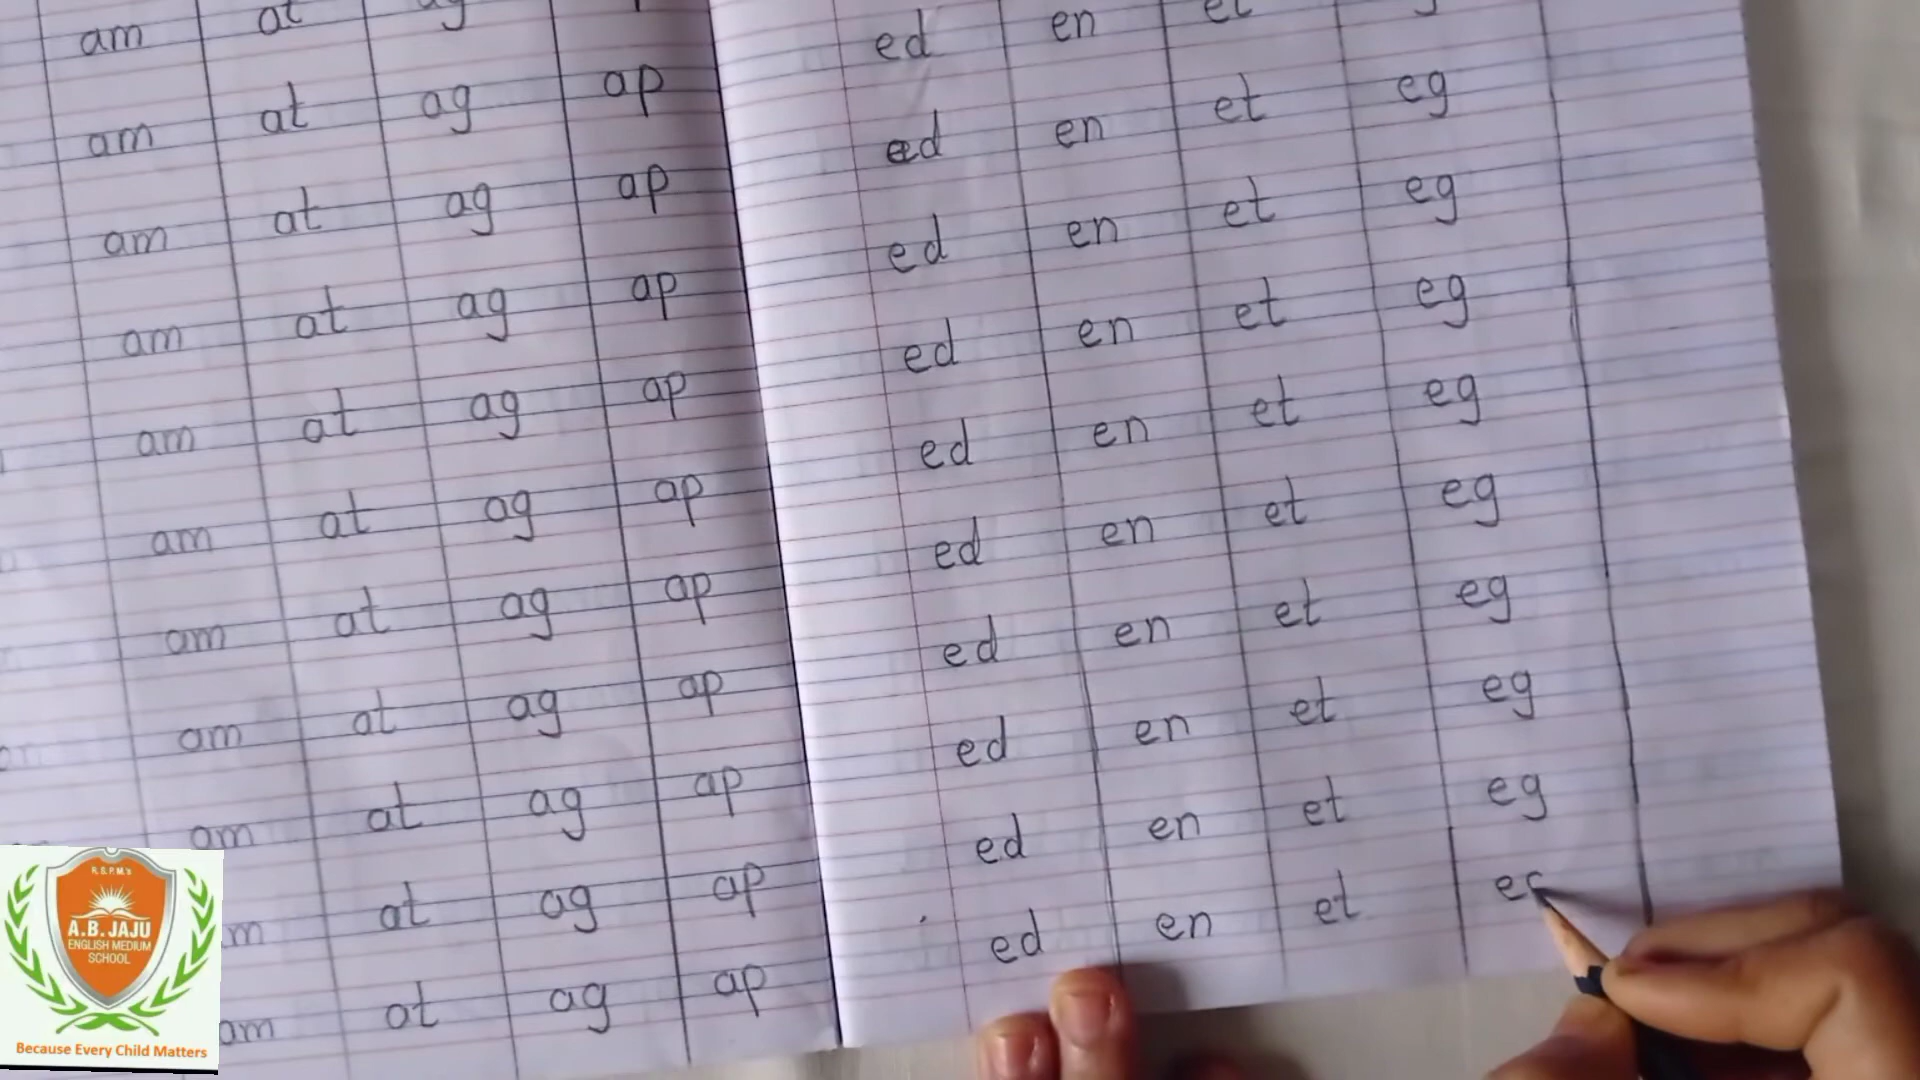 am at ag
am at ag ap
am at ag ap
am at ag ap
am at ag ap
am at ag ap
am at ag ap
am at ag ap
am at ag ap
at ag ap
am at ag ap
ed en et
ed en et eg
ed en et eg
ed en et eg
ed en et eg
ed en et eg
ed en et eg
ed en et eg
ed en et eg
ed en et
R.S.P.M.'s
A.B. JAJU
ENGLISH MEDIUM
SCHOOL
Because Every Child Matters